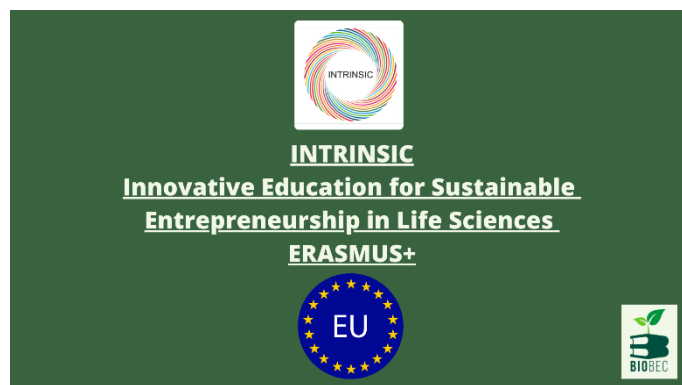 INTRINSIC
INTRINSIC
Innovative Education for Sustainable
Entrepreneurship in Life Sciences
ERASMUS+
EU
BIOBEC